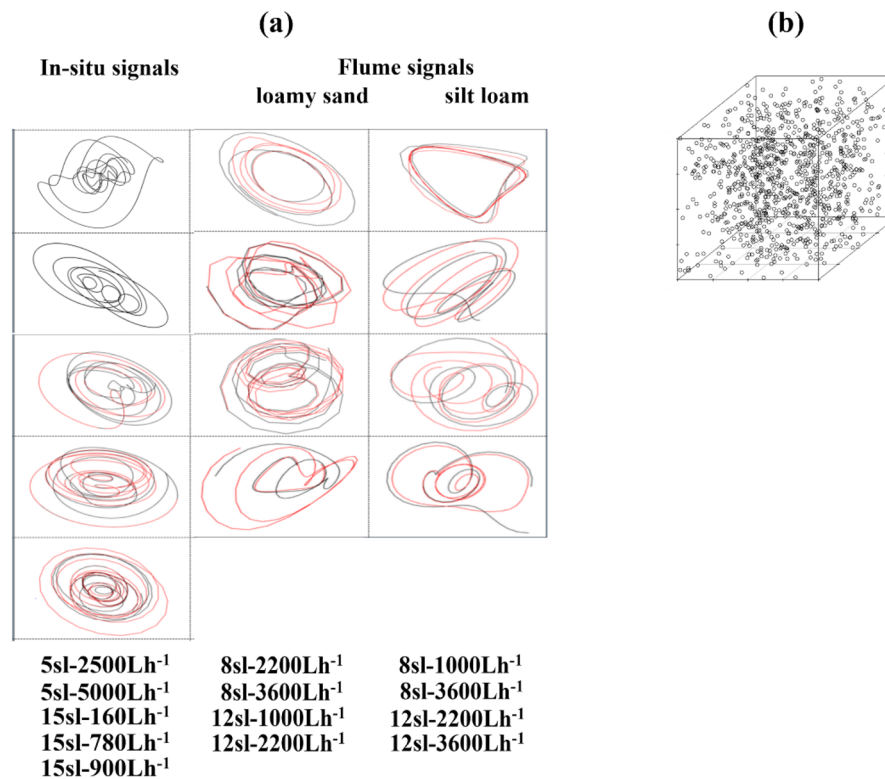 (a)
(b)
In-situ signals
Flume signals
loamy sand
silt loam
5sl-2500Lh⁻¹
5sl-5000Lh⁻¹
15sl-160Lh⁻¹
15sl-780Lh⁻¹
15sl-900Lh⁻¹
8sl-2200Lh⁻¹
8sl-3600Lh⁻¹
12sl-1000Lh⁻¹
12sl-2200Lh⁻¹
8sl-1000Lh⁻¹
8sl-3600Lh⁻¹
12sl-2200Lh⁻¹
12sl-3600Lh⁻¹